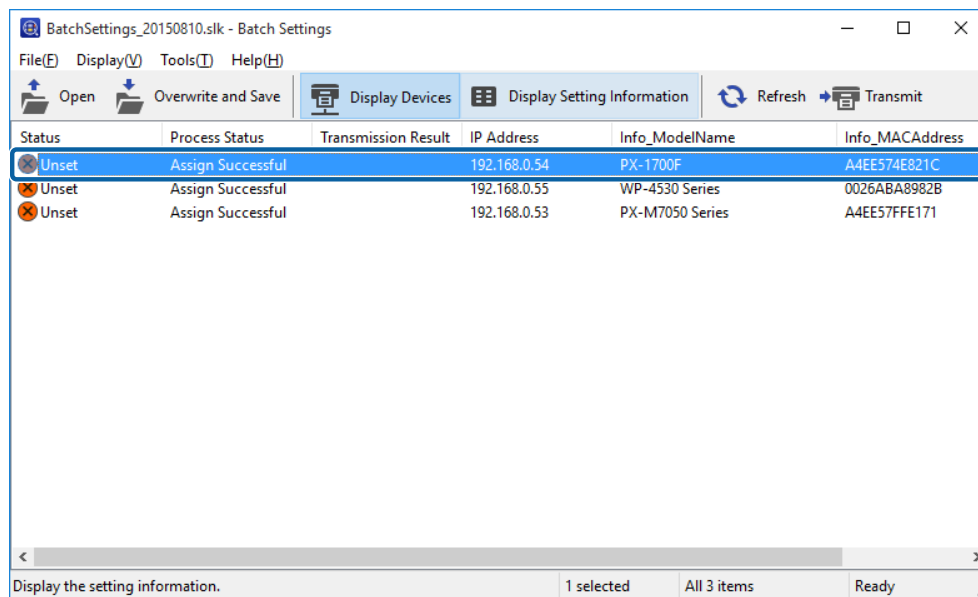 BatchSettings_20150810.slk - Batch Settings
File(F) Display(V) Tools(T) Help(H)
Open Overwrite and Save Display Devices Display Setting Information Refresh Transmit
Status Process Status Transmission Result IP Address Info_ModelName Info_MACAddress
Unset Assign Successful 192.168.0.54 PX-1700F A4EE574E821C
Unset Assign Successful 192.168.0.55 WP-4530 Series 0026ABA8982B
Unset Assign Successful 192.168.0.53 PX-M7050 Series A4EE57FFE171
Display the setting information. 1 selected All 3 items Ready